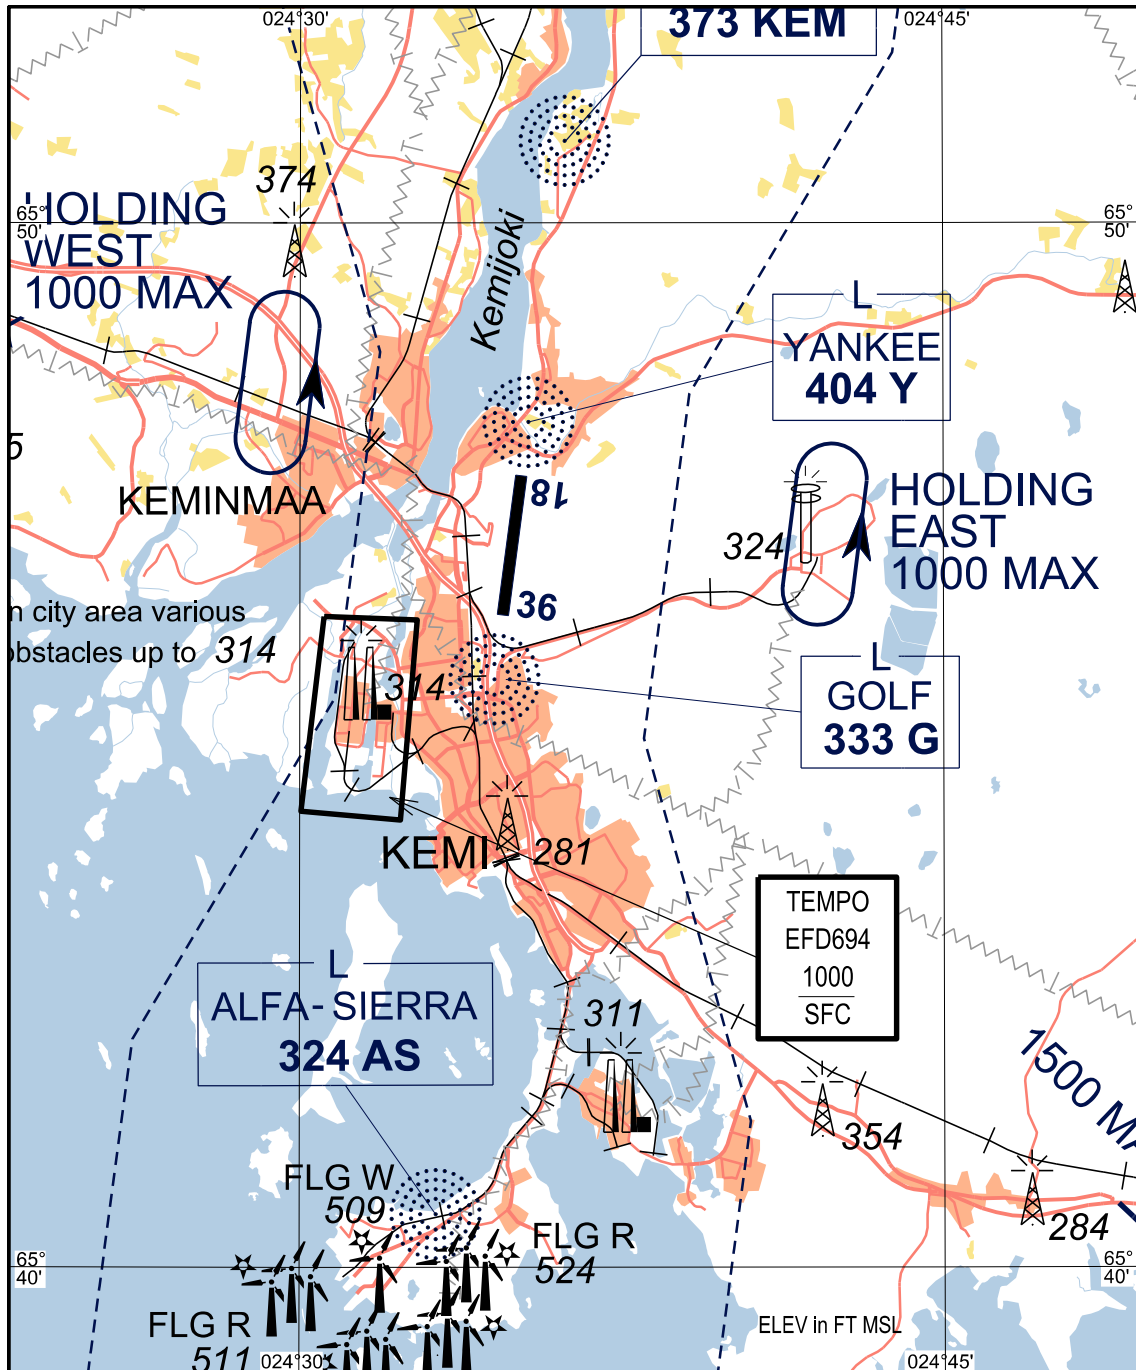 024°30'
024°45'
373 KEM
374
HOLDING
WEST
1000 MAX
65°
50'
65°
50'
Kemijoki
L
YANKEE
404 Y
5
KEMINMAA
18
36
324
HOLDING
EAST
1000 MAX
n city area various
obstacles up to 314
314
L
GOLF
333 G
KEMI
281
TEMPO
EFD694
1000
SFC
L
ALFA-SIERRA
324 AS
311
1500 MA
354
FLG W
509
FLG R
524
284
65°
40'
65°
40'
FLG R
511
ELEV in FT MSL
024°30'
024°45'